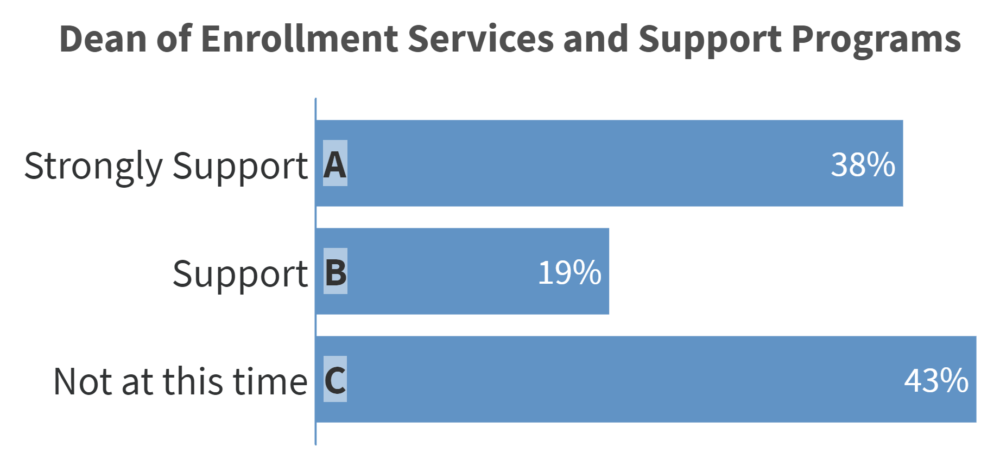 Dean of Enrollment Services and Support Programs
Strongly Support A 38%
Support B 19%
Not at this time C 43%